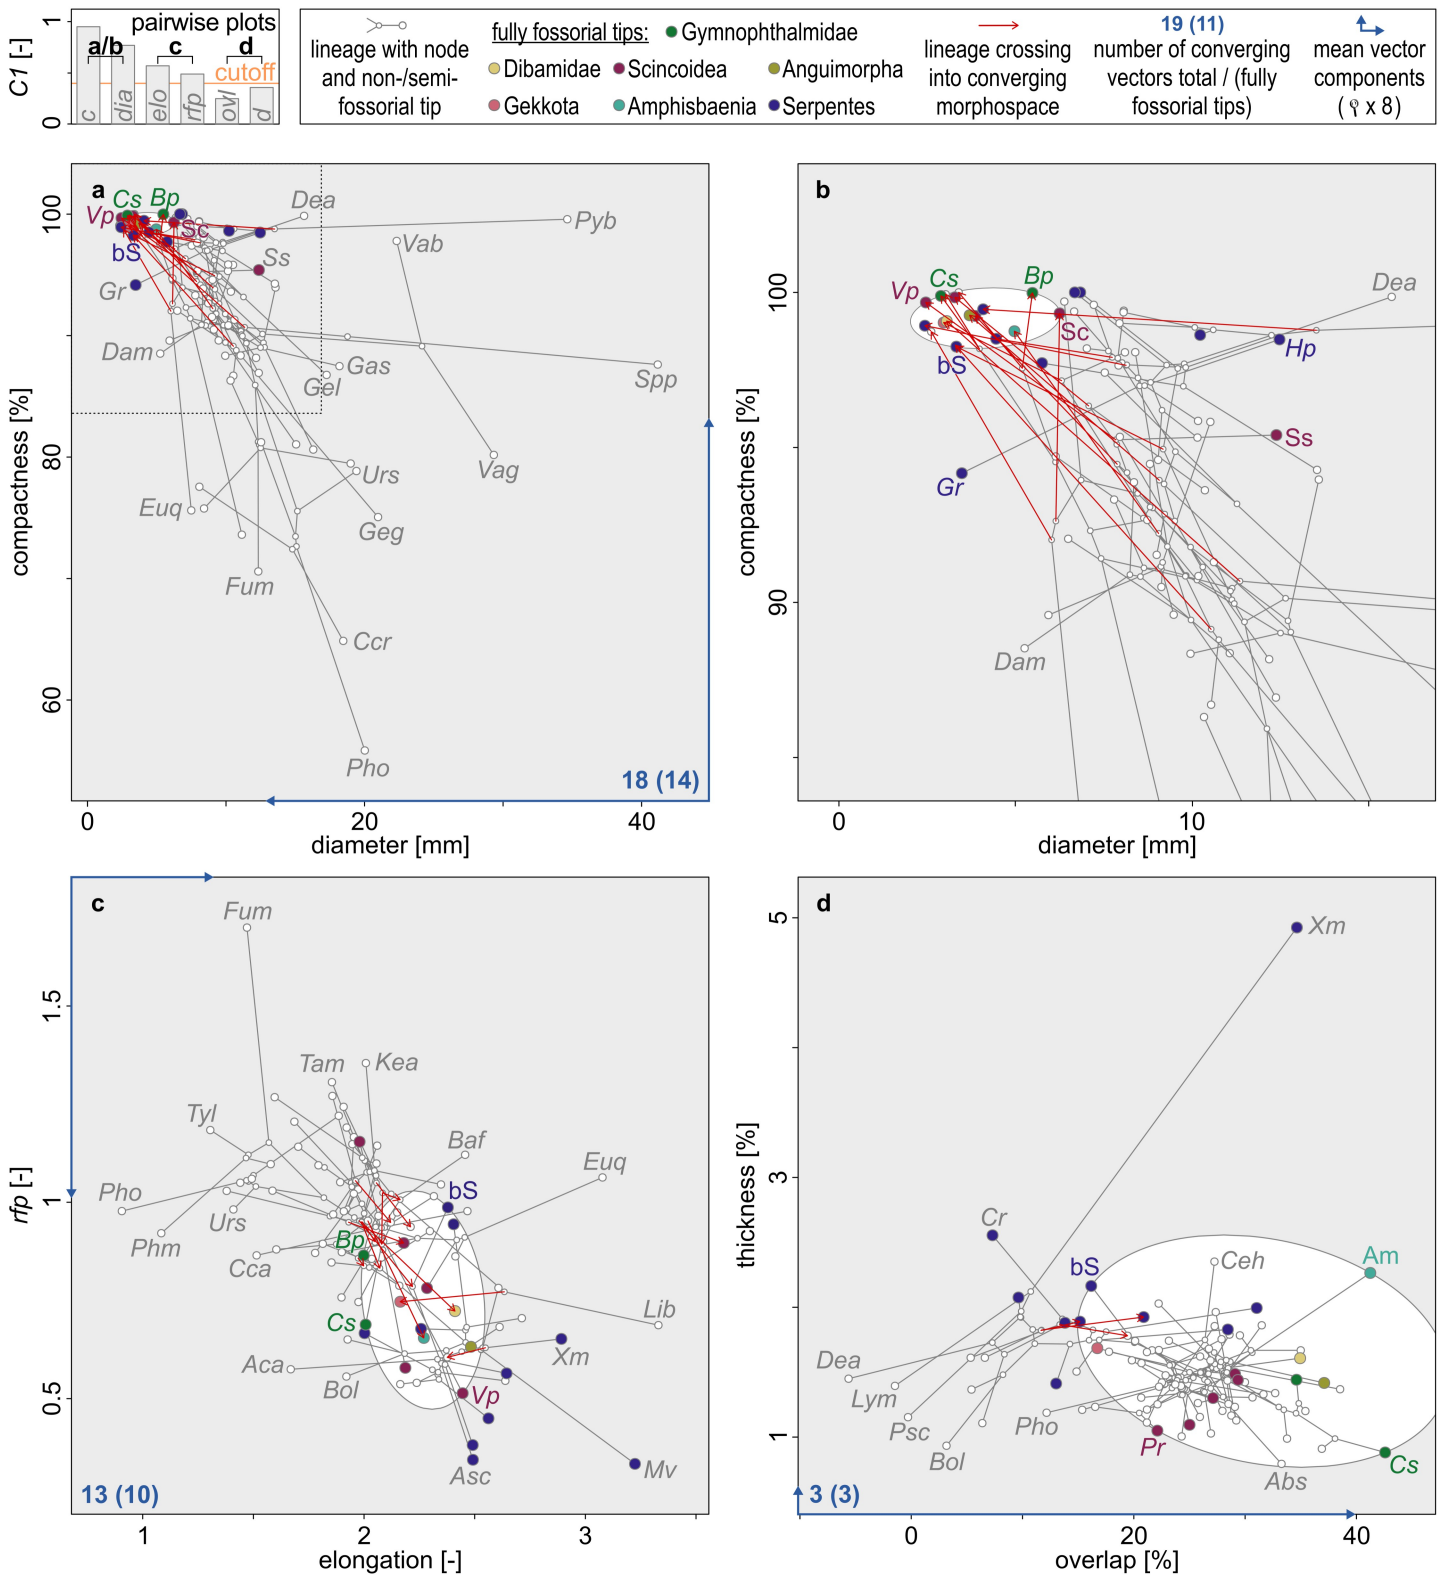 pairwise plots
a/b c d
cutoff
C1 [-]
1
0
c dia elo rfp ovl d
lineage with node
and non-/semi-
fossorial tip
fully fossorial tips:
Gymnophthalmidae
Dibamidae Scincoidea Anguimorpha
Gekkota Amphisbaenia Serpentes
lineage crossing
into converging
morphospace
19 (11)
number of converging
vectors total / (fully
fossorial tips)
mean vector
components
( x 8)
a
Cs Bp
Vp
Sc
bS
Gr
Ss
Dea
Pyb
Vab
Dam
Gas
Gel
Spp
Urs
Vag
Euq
Geg
Fum
Ccr
Pho
18 (14)
100
80
60
compactness [%]
0 20 40
diameter [mm]
b
Cs Bp
Vp
Sc
bS
Dea
Hp
Ss
Gr
Dam
100
90
compactness [%]
0 10
diameter [mm]
c
Fum
Tam Kea
Tyl
Baf
Euq
Pho
bS
Urs
Phm
Bp
Cca
Cs
Lib
Aca
Bol
Xm
Vp
Asc
Mv
13 (10)
1.5
1
0.5
rfp [-]
1 2 3
elongation [-]
d
Xm
Cr
bS
Ceh
Am
Dea
Lym
Psc
Pho
Bol
Pr
Cs
Abs
3 (3)
5
3
1
thickness [%]
0 20 40
overlap [%]